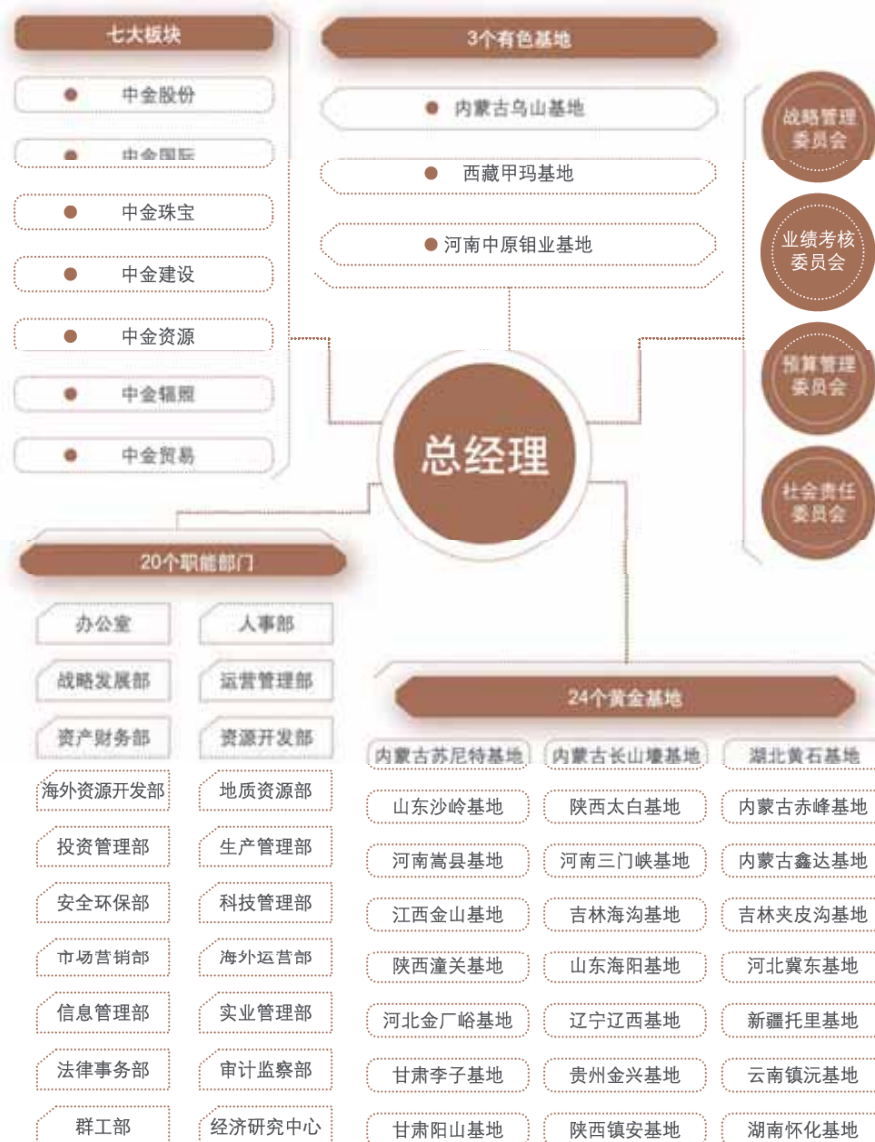 七大板块
中金股份
中金国际
中金珠宝
中金建设
中金资源
中金辐照
中金贸易
3个有色基地
内蒙古乌山基地
西藏甲玛基地
河南中原钼业基地
战略管理
委员会
业绩考核
委员会
预算管理
委员会
社会责任
委员会
总经理
20个职能部门
办公室
人事部
战略发展部
运营管理部
资产财务部
资源开发部
海外资源开发部
地质资源部
投资管理部
生产管理部
安全环保部
科技管理部
市场营销部
海外运营部
信息管理部
实业管理部
法律事务部
审计监察部
群工部
经济研究中心
24个黄金基地
内蒙古苏尼特基地
内蒙古长山壕基地
湖北黄石基地
山东沙岭基地
陕西太白基地
内蒙古赤峰基地
河南嵩县基地
河南三门峡基地
内蒙古鑫达基地
江西金山基地
吉林海沟基地
吉林夹皮沟基地
陕西潼关基地
山东海阳基地
河北冀东基地
河北金厂峪基地
辽宁辽西基地
新疆托里基地
甘肃李子基地
贵州金兴基地
云南镇沅基地
甘肃阳山基地
陕西镇安基地
湖南怀化基地